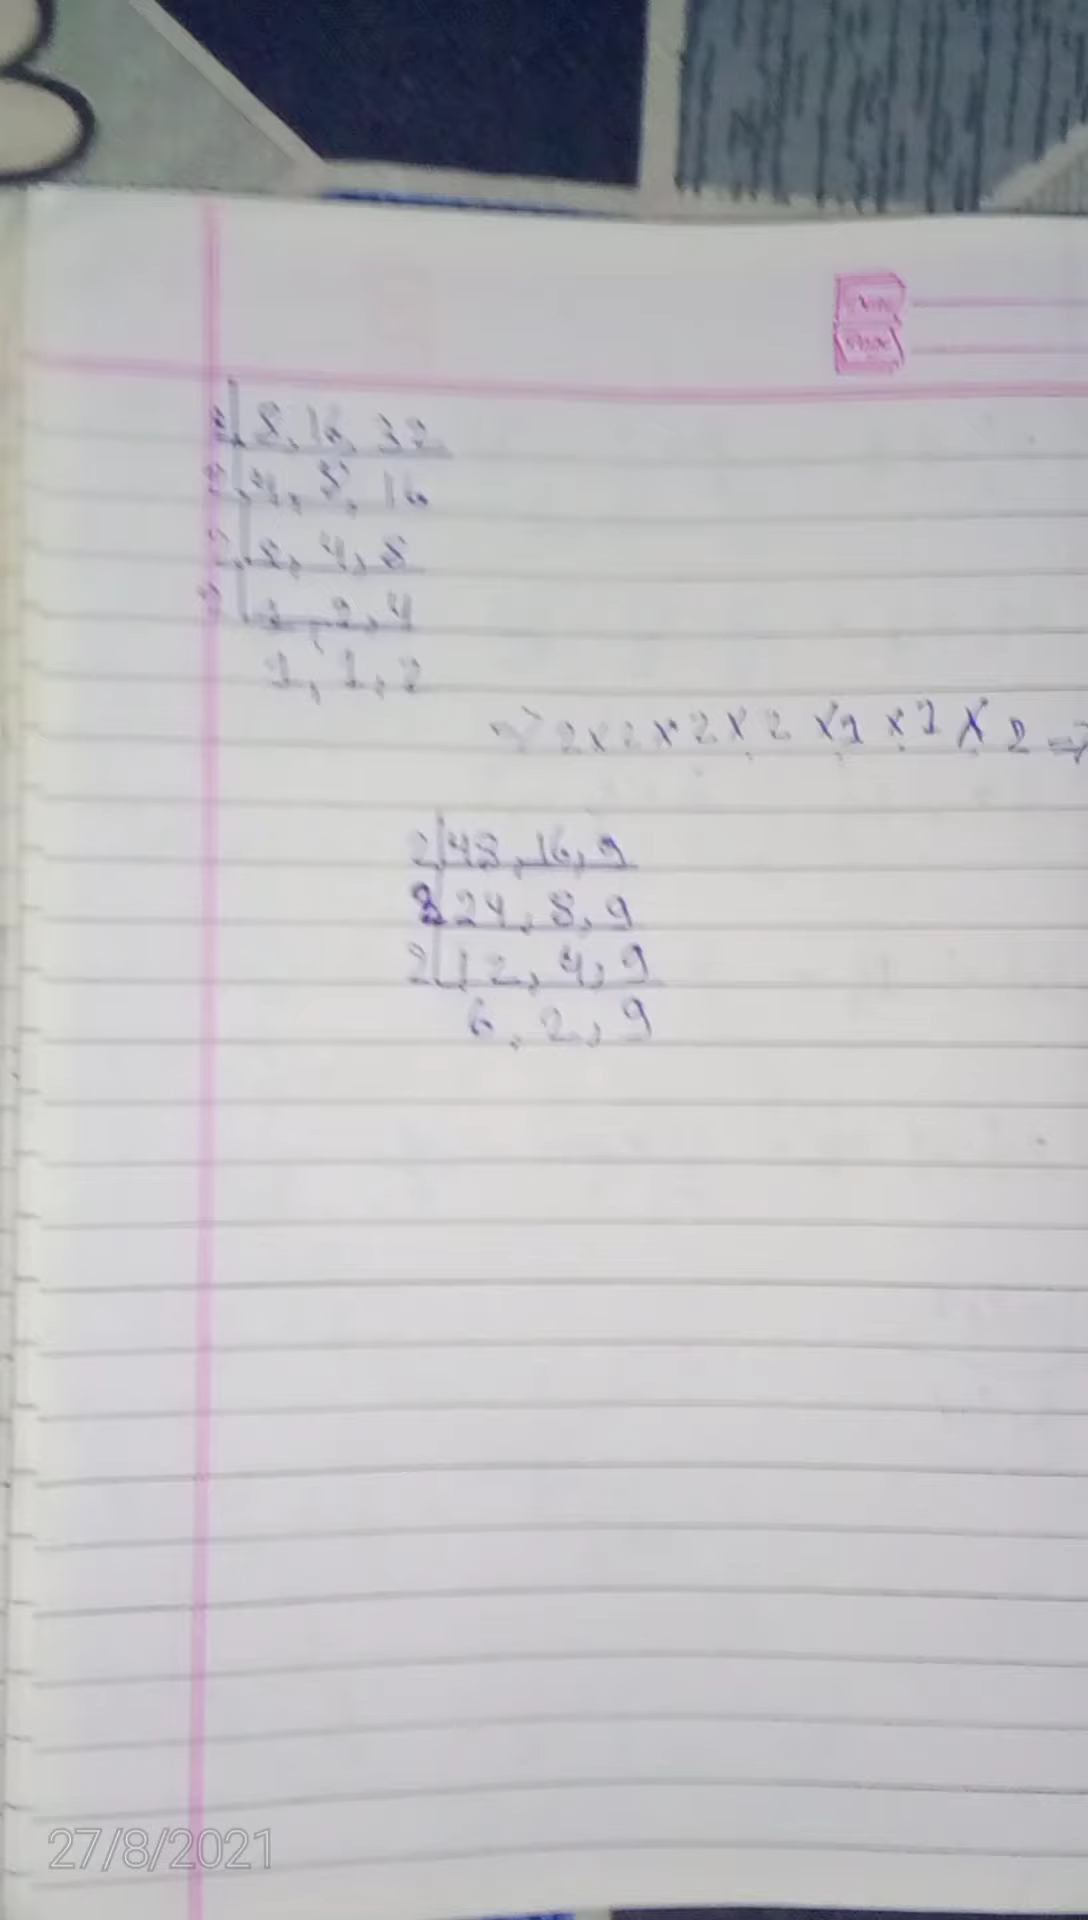 2 8, 16, 32
2 4, 8, 16
2 2, 4, 8
2 1, 2, 4
1, 1, 2
⇒ 2 × 2 × 2 × 2 × 1 × 1 × 2 ⇒
2 48, 16, 9
2 24, 8, 9
2 12, 4, 9
6, 2, 9
27/8/2021